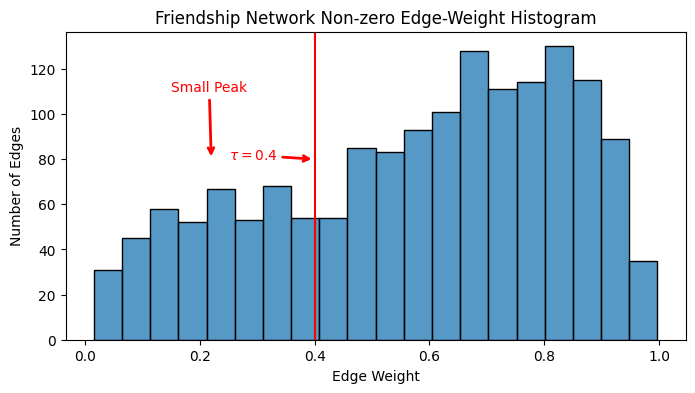 Friendship Network Non-zero Edge-Weight Histogram
Number of Edges
120
100
80
60
40
20
0
Small Peak
τ = 0.4
0.0 0.2 0.4 0.6 0.8 1.0
Edge Weight